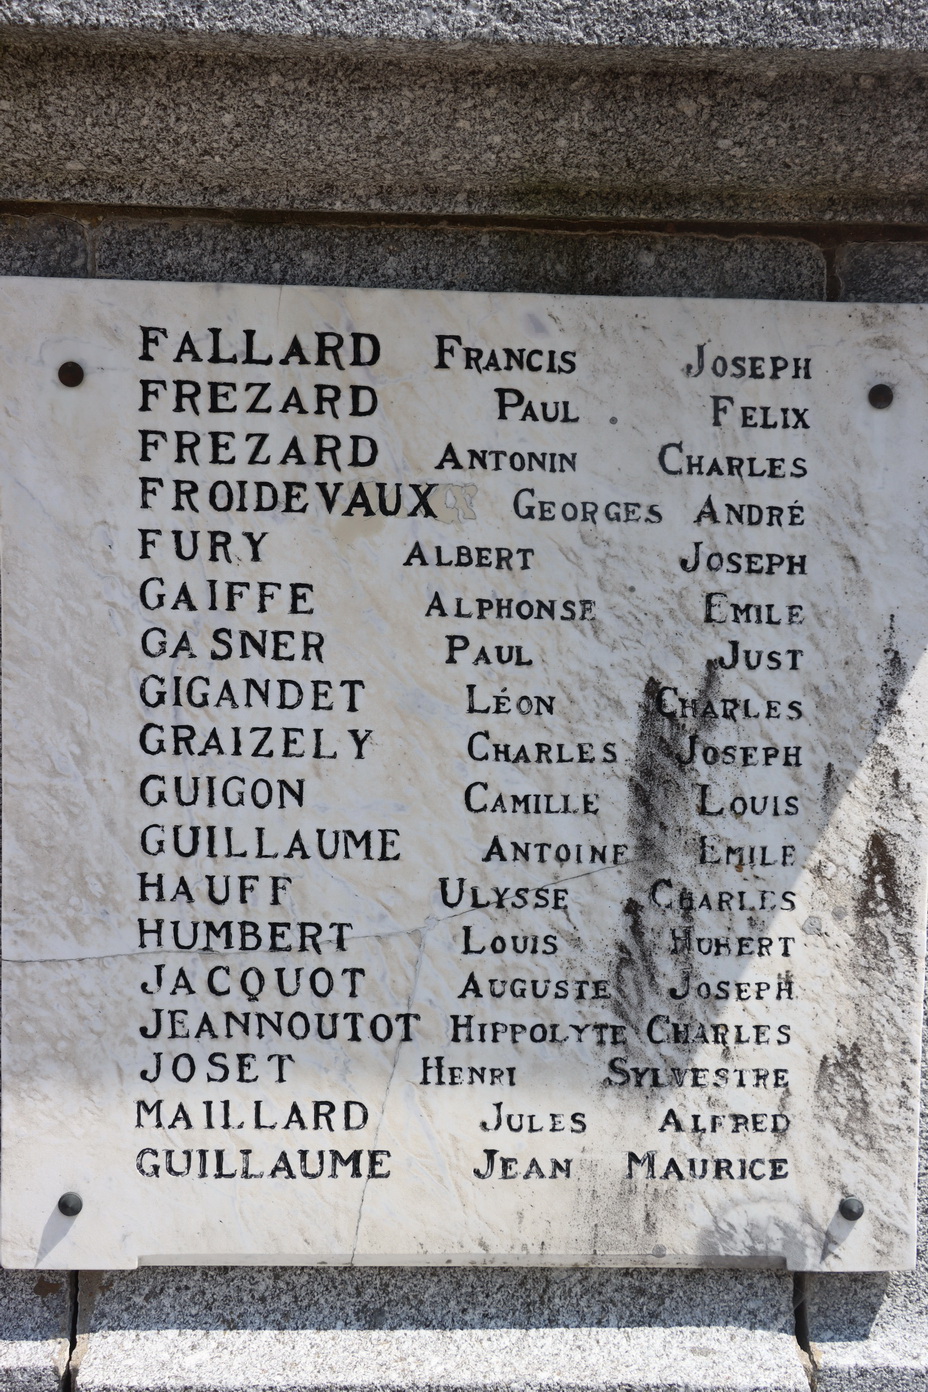 FALLARD FRANCIS JOSEPH
FREZARD PAUL FELIX
FREZARD ANTONIN CHARLES
FROIDEVAUX GEORGES ANDRÉ
FURY ALBERT JOSEPH
GAIFFE ALPHONSE EMILE
GASNER PAUL JUST
GIGANDET LÉON CHARLES
GRAIZELY CHARLES JOSEPH
GUIGON CAMILLE LOUIS
GUILLAUME ANTOINE EMILE
HAUFF ULYSSE CHARLES
HUMBERT LOUIS HUBERT
JACQUOT AUGUSTE JOSEPH
JEANNOUTOT HIPPOLYTE CHARLES
JOSET HENRI SYLVESTRE
MAILLARD JULES ALFRED
GUILLAUME JEAN MAURICE